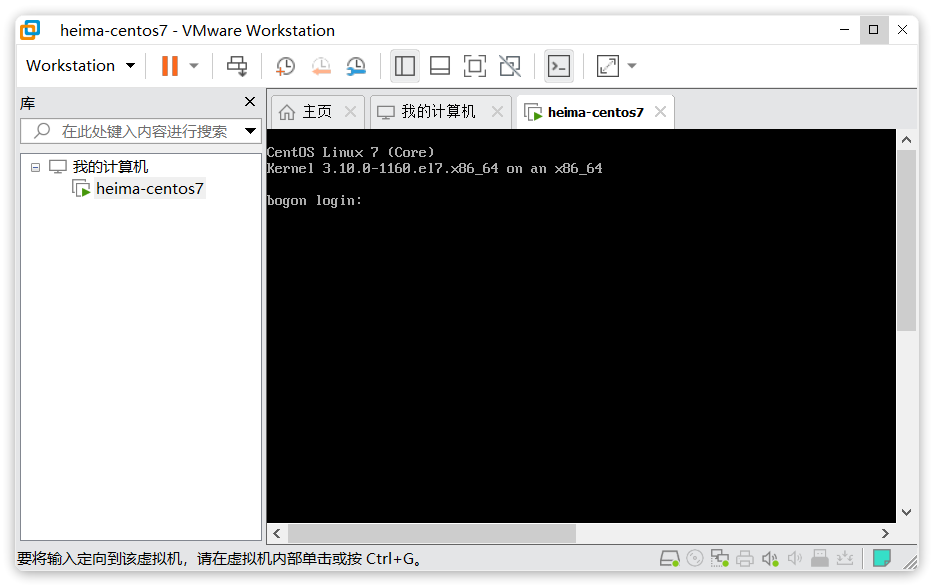 heima-centos7 - VMware Workstation
Workstation
库
在此处键入内容进行搜索
我的计算机
heima-centos7
主页
我的计算机
heima-centos7
CentOS Linux 7 (Core)
Kernel 3.10.0-1160.el7.x86_64 on an x86_64
bogon login:
要将输入定向到该虚拟机，请在虚拟机内部单击或按 Ctrl+G。